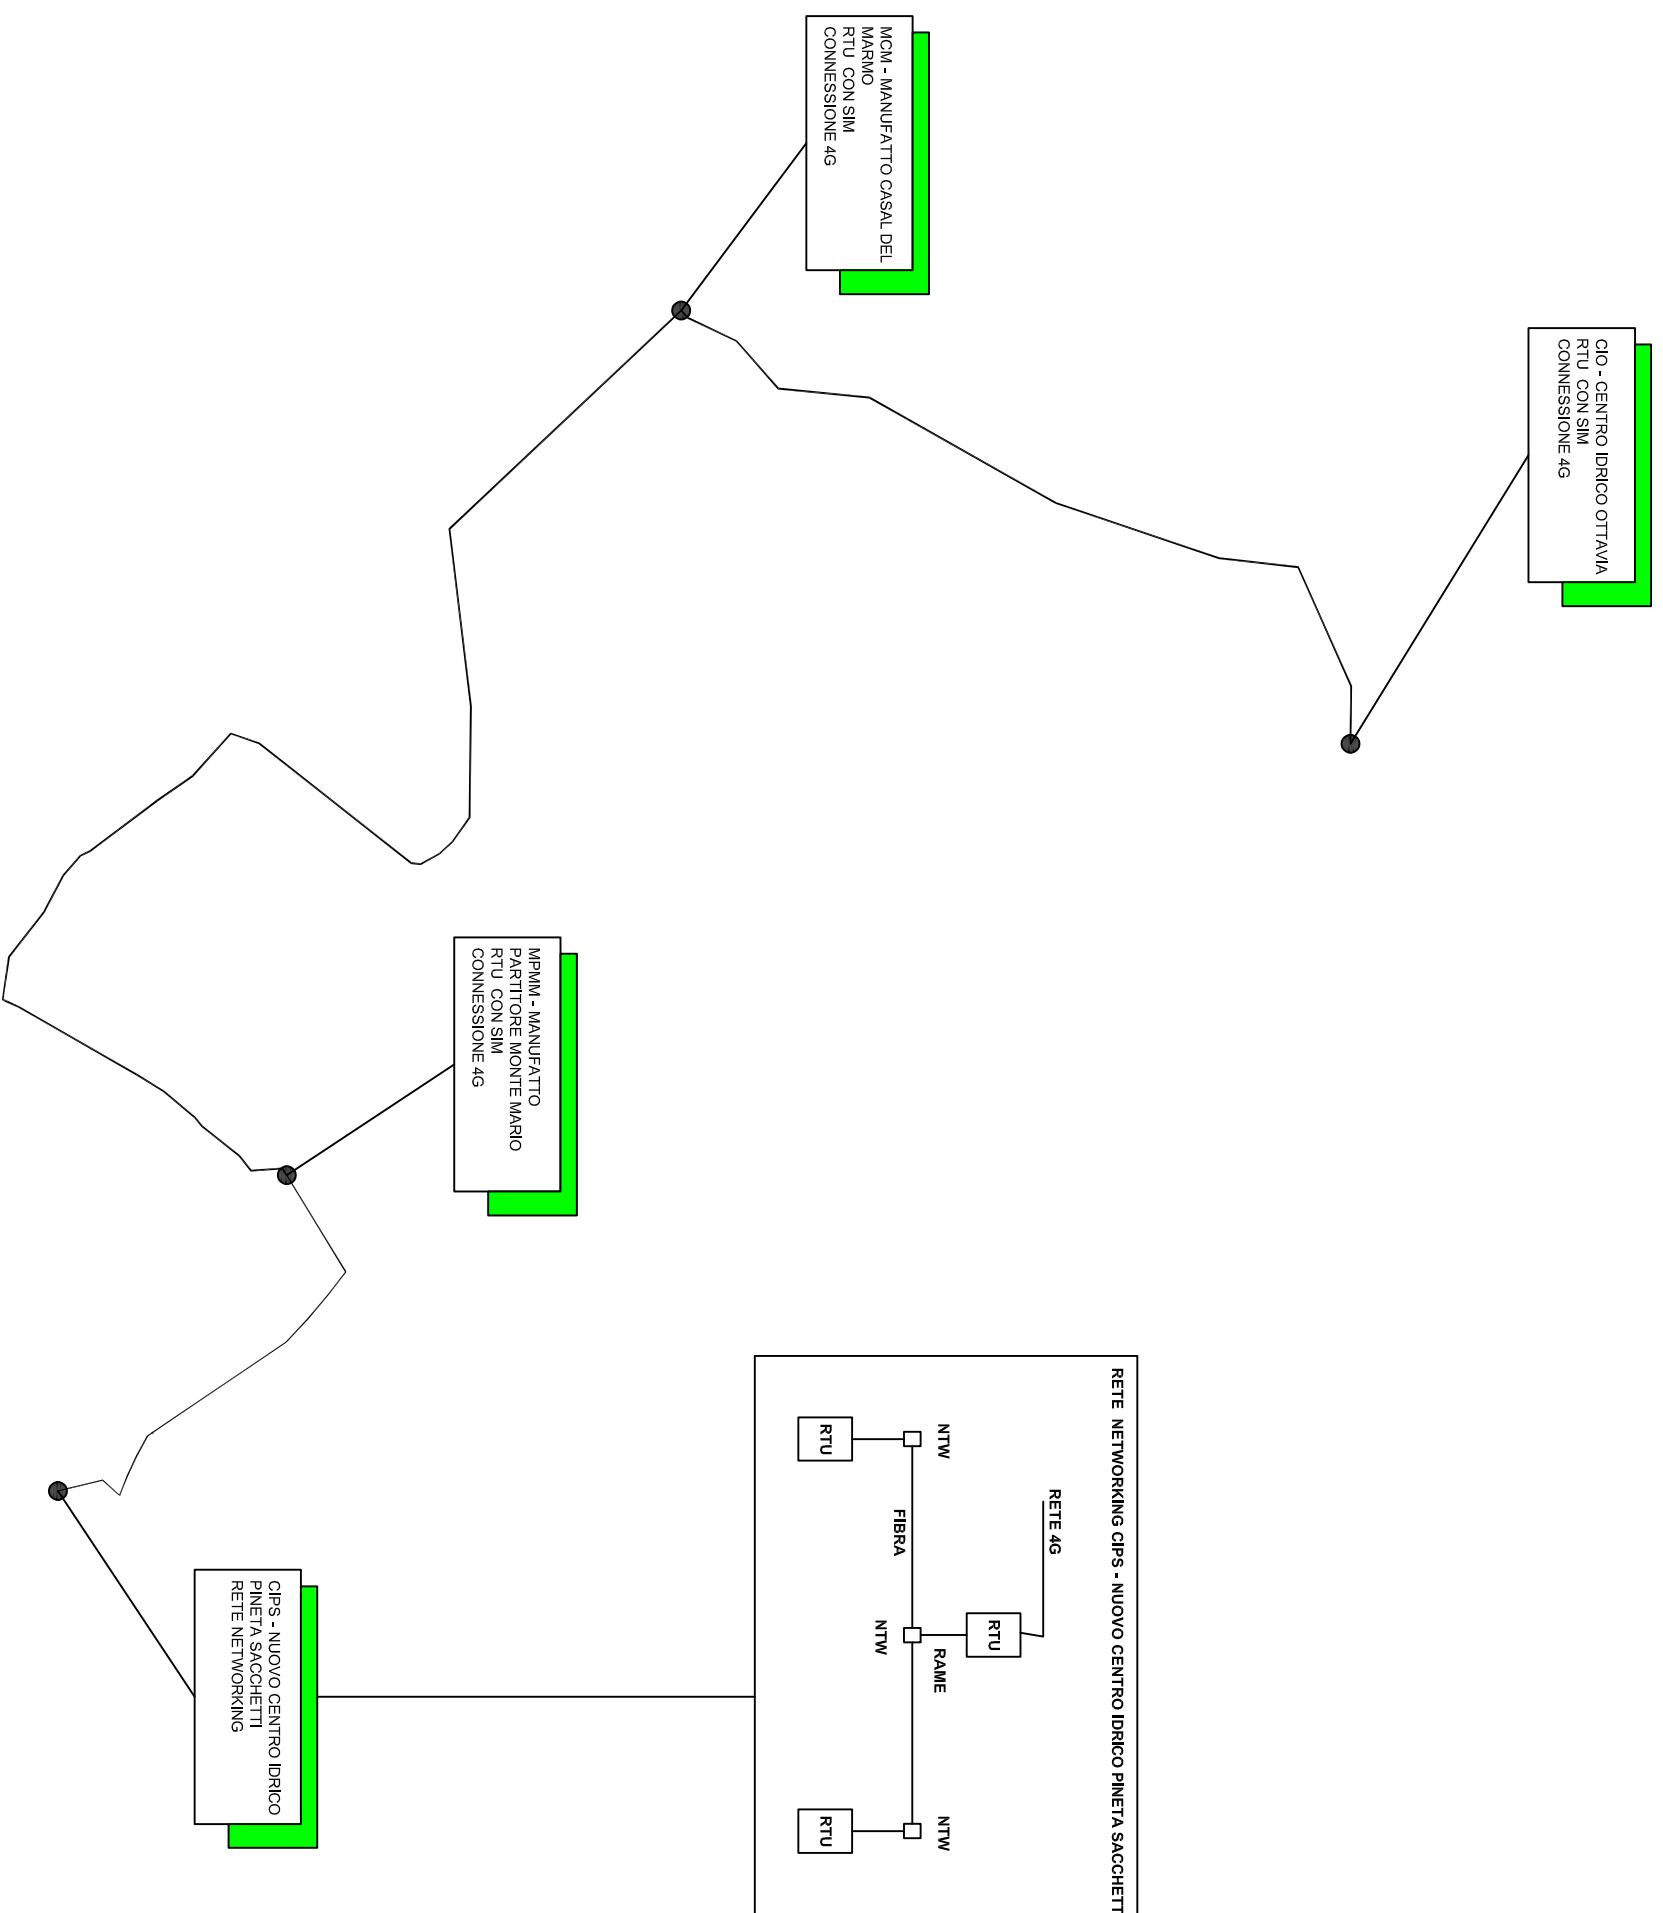 CIO - CENTRO IDRICO OTTAVIA
RTU CON SIM
CONNESSIONE 4G
MCM - MANUFATTO CASAL DEL
MARMO
RTU CON SIM
CONNESSIONE 4G
RETE NETWORKING CIPS - NUOVO CENTRO IDRICO PINETA SACCHETT
RETE 4G
RTU
NTW
NTW
RAME
FIBRA
NTW
RTU
RTU
MPMM - MANUFATTO
PARTITORE MONTE MARIO
RTU CON SIM
CONNESSIONE 4G
CIPS - NUOVO CENTRO IDRICO
PINETA SACCHETTI
RETE NETWORKING